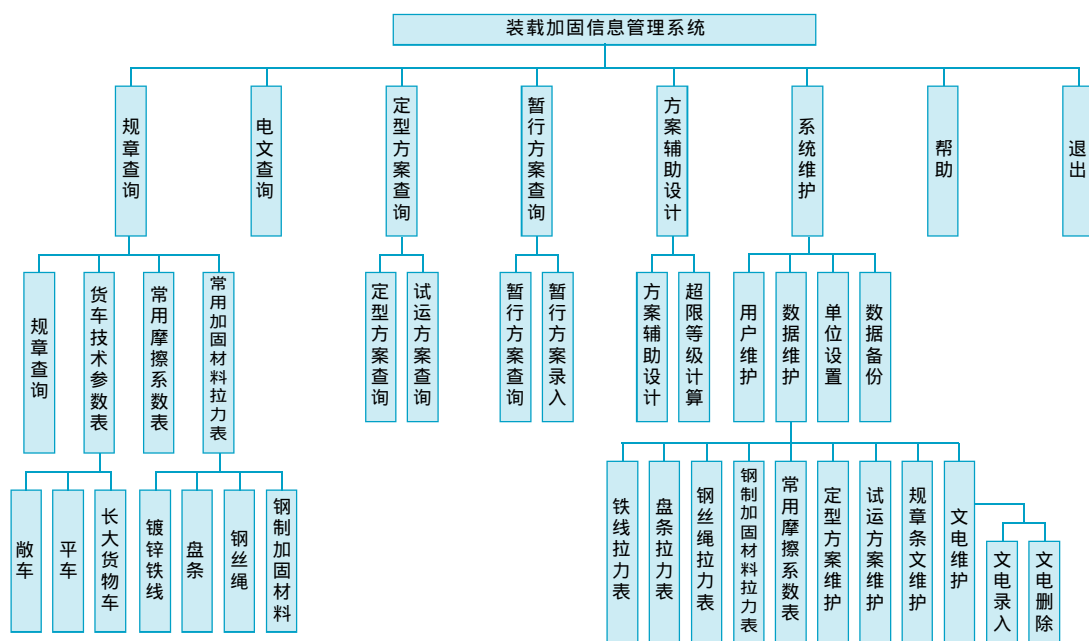 装载加固信息管理系统
规章查询
电文查询
定型方案查询
暂行方案查询
方案辅助设计
系统维护
帮助
退出
规章查询
货车技术参数表
常用摩擦系数表
常用加固材料拉力表
定型方案查询
试运方案查询
暂行方案查询
暂行方案录入
方案辅助设计
超限等级计算
用户维护
数据维护
单位设置
数据备份
敞车
平车
长大货物车
镀锌铁线
盘条
钢丝绳
钢制加固材料
铁线拉力表
盘条拉力表
钢丝绳拉力表
钢制加固材料拉力表
常用摩擦系数表
定型方案维护
试运方案维护
规章条文维护
文电维护
文电录入
文电删除